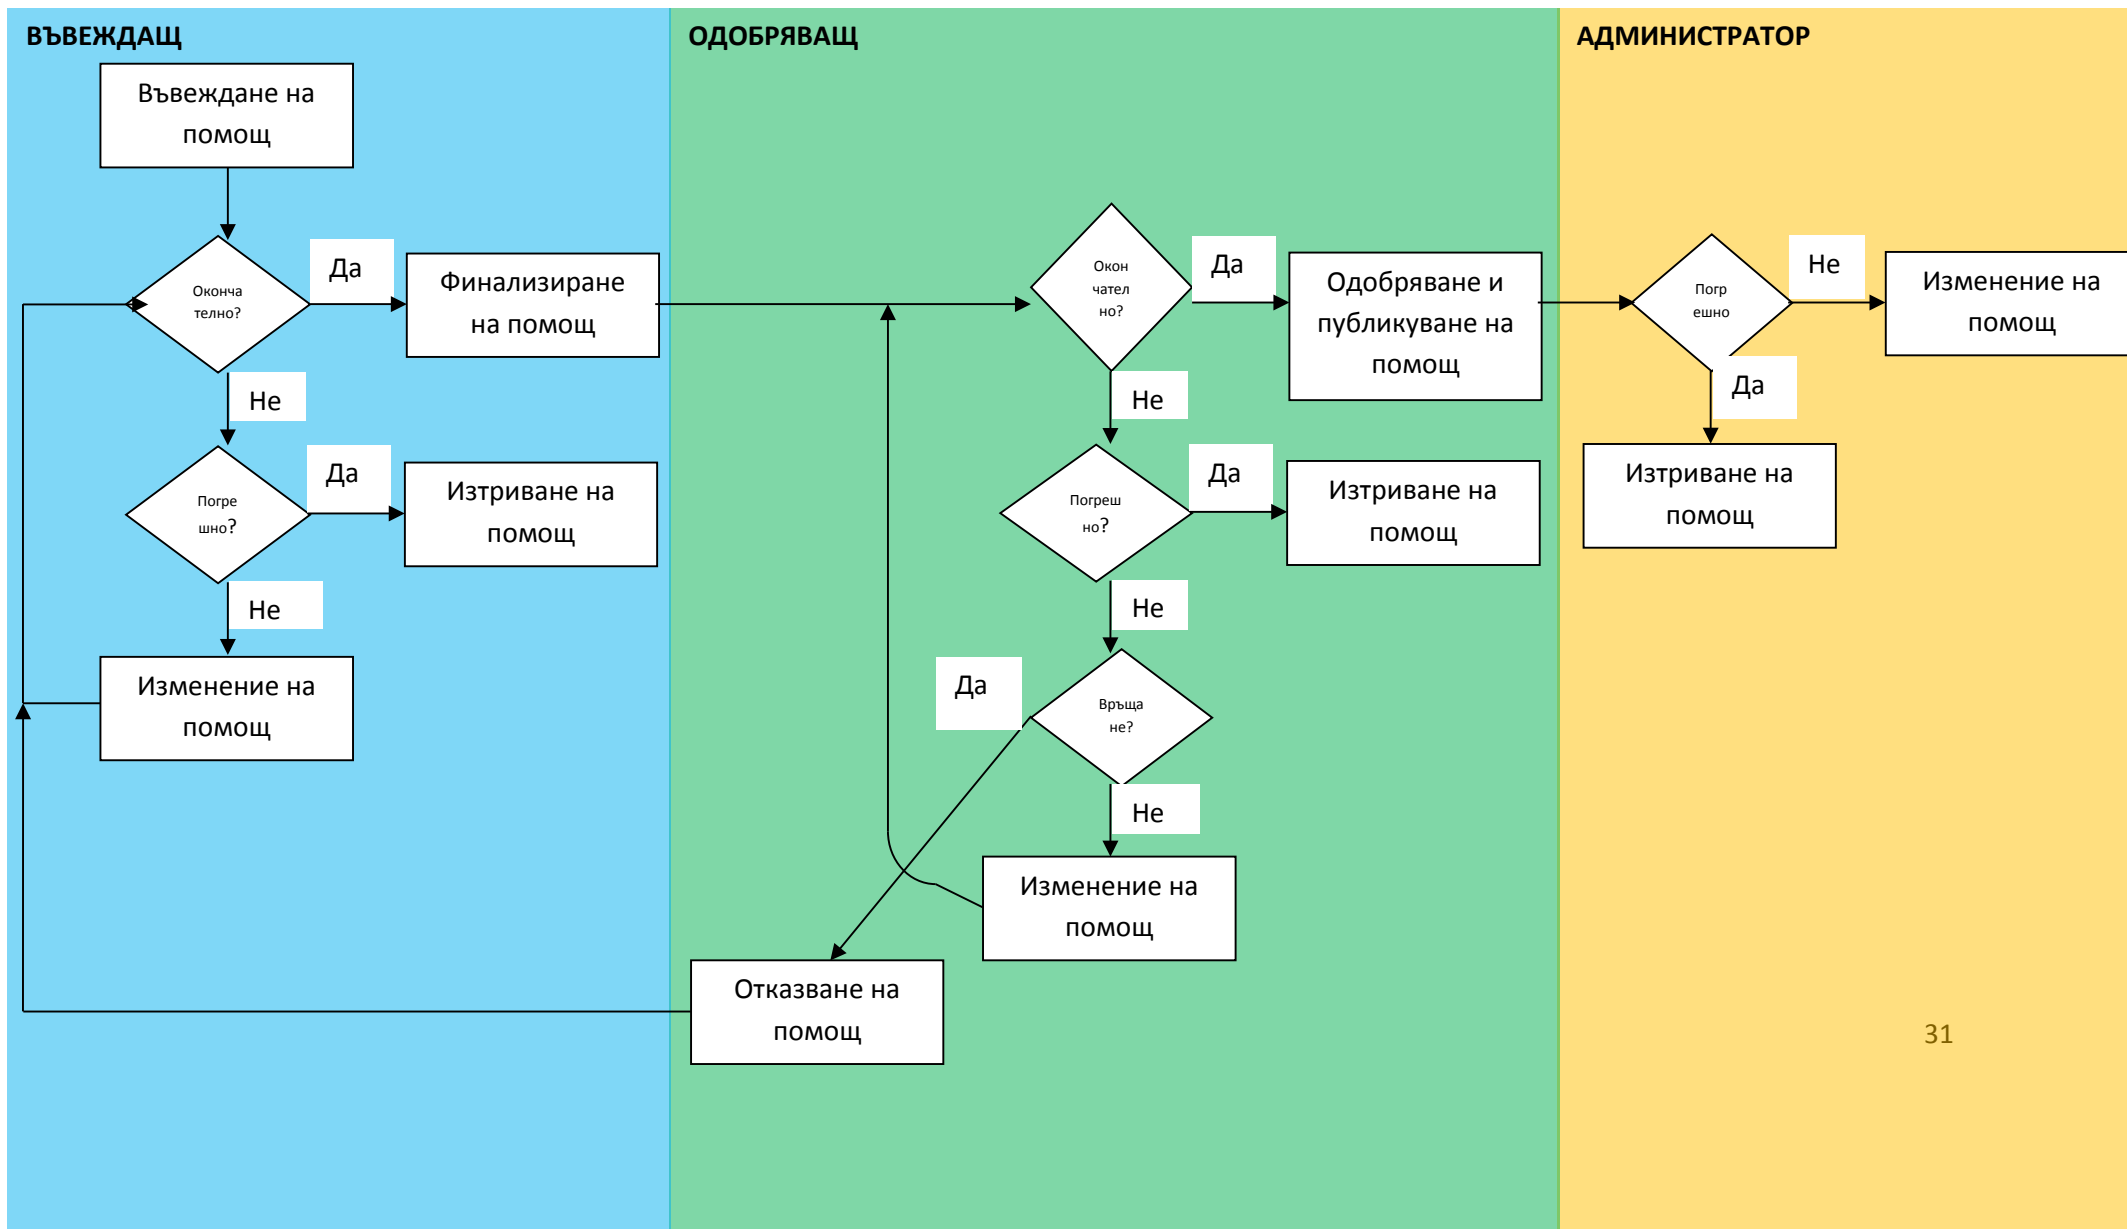 ВЪВЕЖДАЩ
Въвеждане на
помощ
Оконча
телно?
Да
Финализиране
на помощ
Не
Погре
шно?
Да
Изтриване на
помощ
Не
Изменение на
помощ
ОДОБРЯВАЩ
Окон
чател
но?
Да
Одобряване и
публикуване на
помощ
Не
Погреш
но?
Да
Изтриване на
помощ
Не
Връща
не?
Да
Не
Изменение на
помощ
Отказване на
помощ
АДМИНИСТРАТОР
Погр
ешно
Не
Изменение на
помощ
Да
Изтриване на
помощ
31